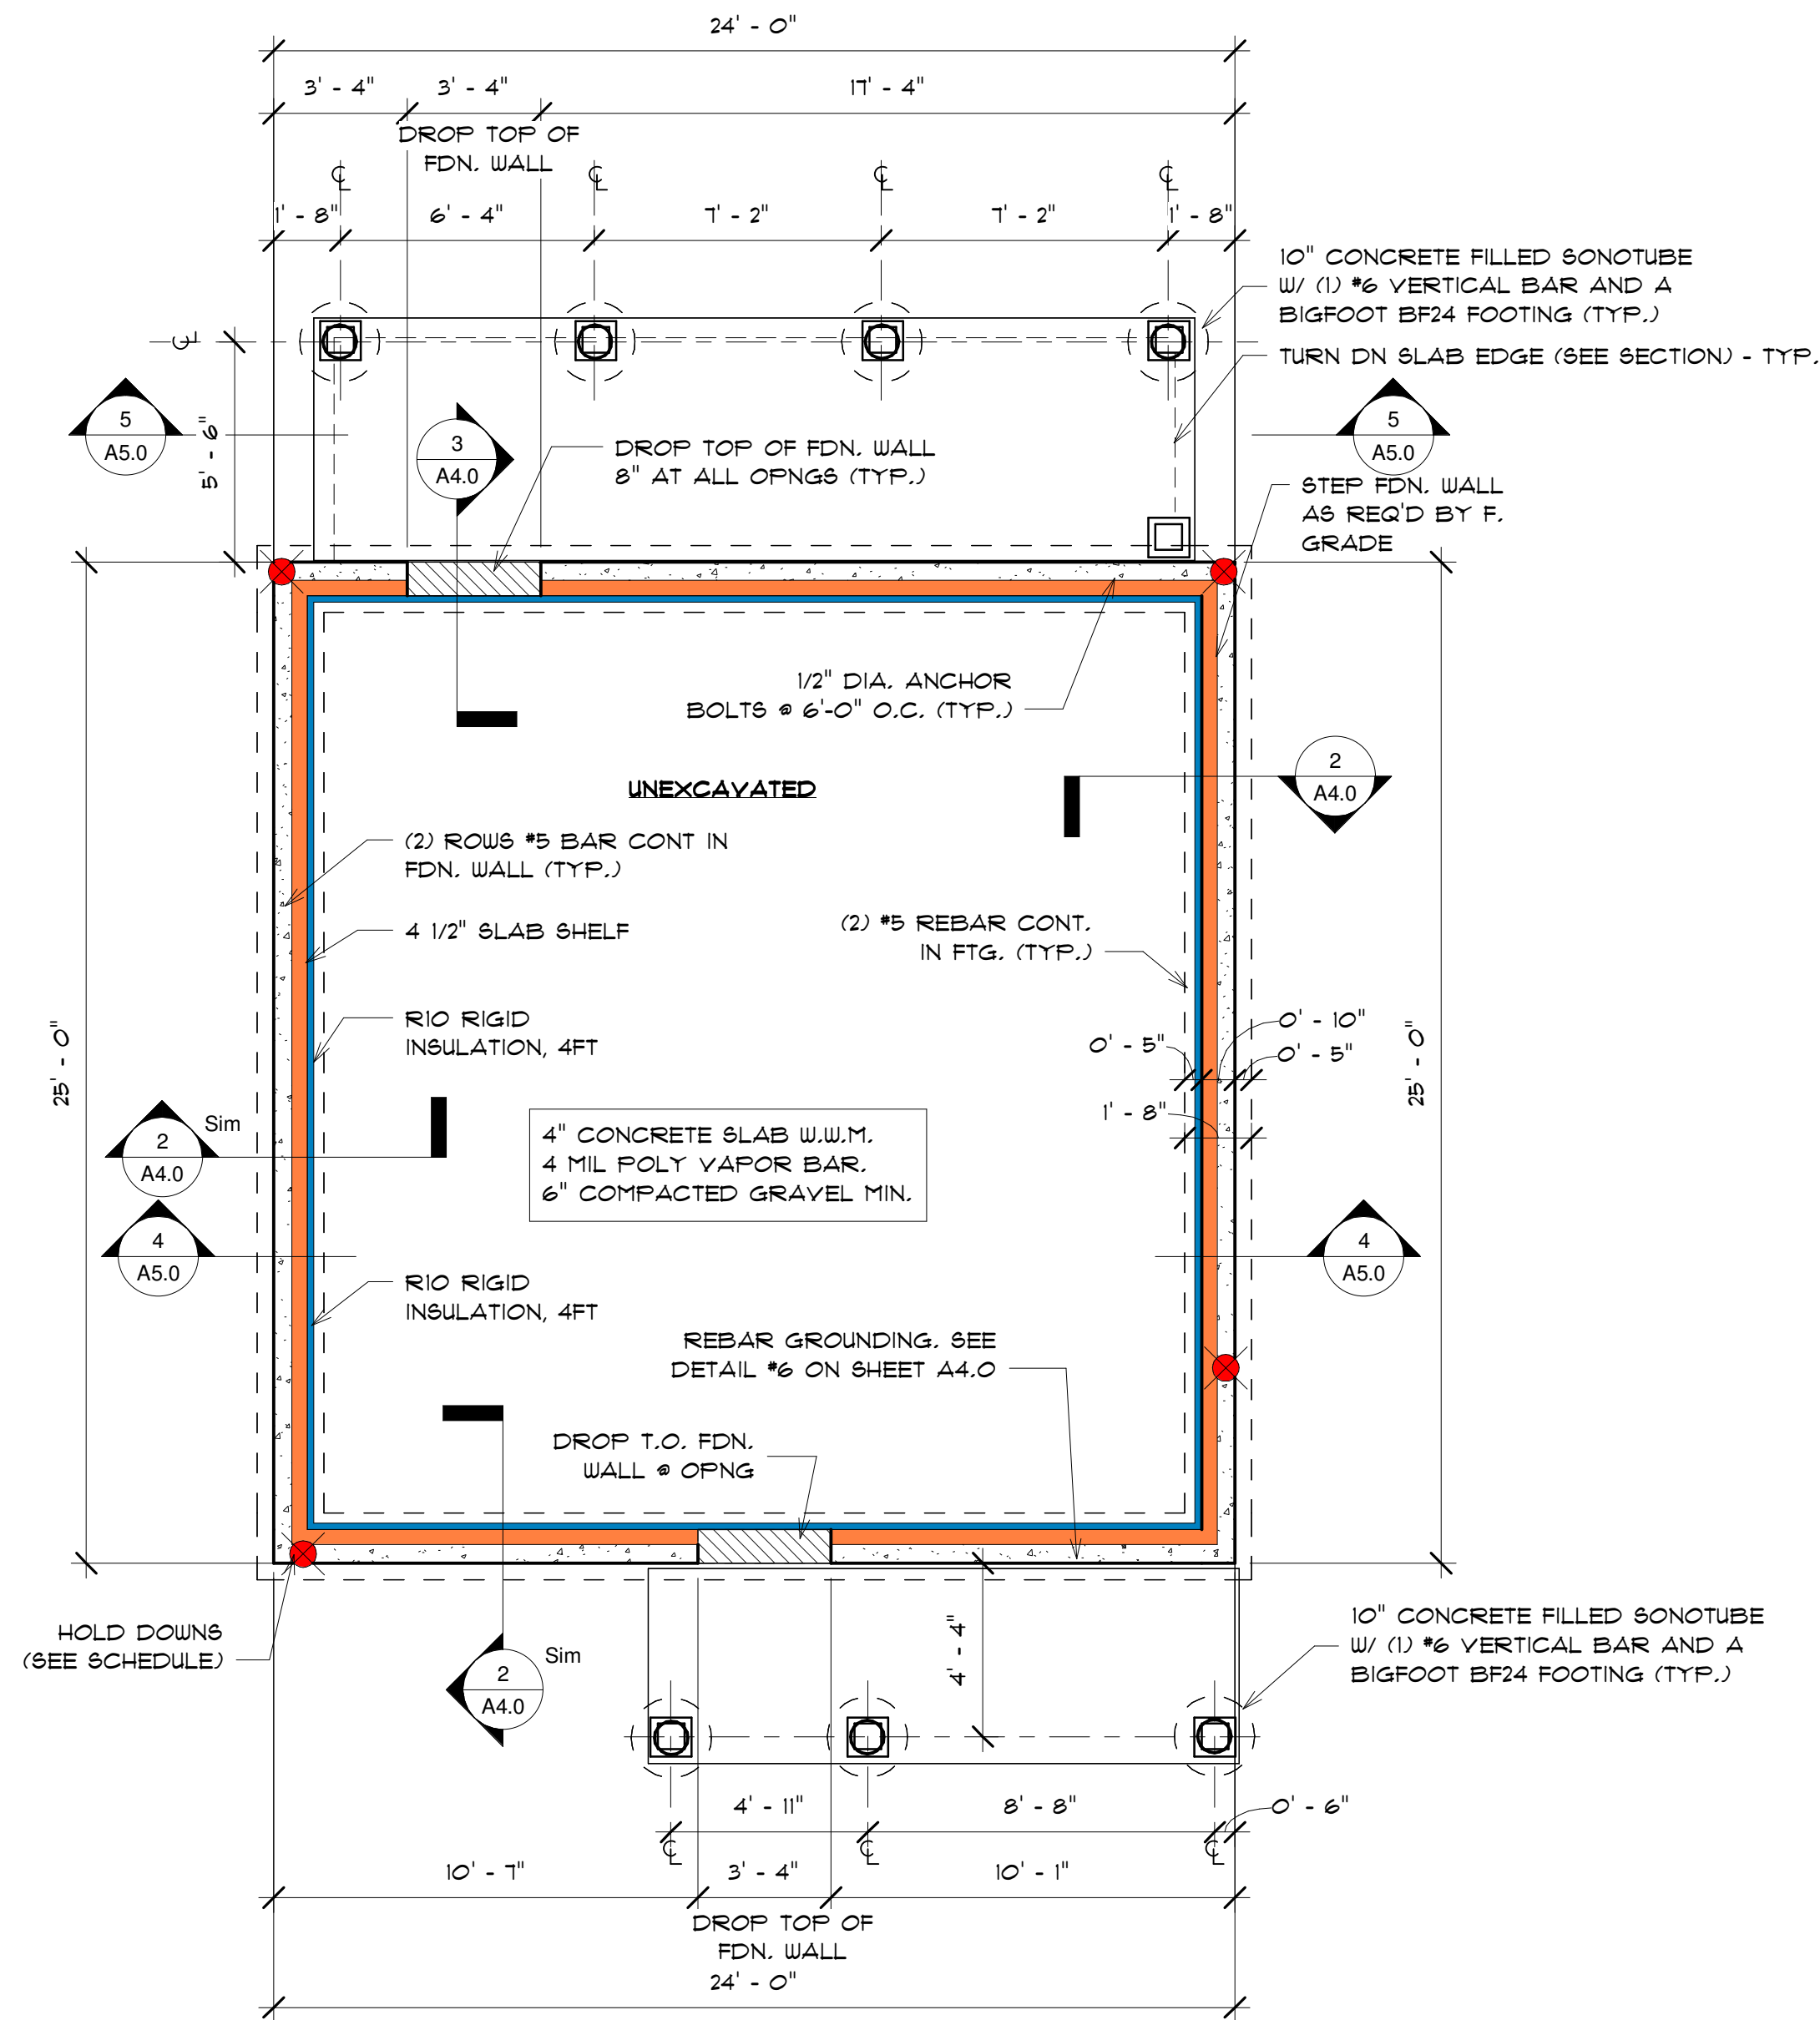 24' - 0"
3' - 4"
3' - 4"
17' - 4"
DROP TOP OF
FDN. WALL
1' - 8"
6' - 4"
7' - 2"
7' - 2"
1' - 8"
10" CONCRETE FILLED SONOTUBE
W/ (1) #6 VERTICAL BAR AND A
BIGFOOT BF24 FOOTING (TYP.)
TURN DN SLAB EDGE (SEE SECTION) - TYP.
5
A5.0
5' - 6"
3
A4.0
DROP TOP OF FDN. WALL
8" AT ALL OPNGS (TYP.)
5
A5.0
STEP FDN. WALL
AS REQ'D BY F.
GRADE
1/2" DIA. ANCHOR
BOLTS @ 6'-0" O.C. (TYP.)
UNEXCAVATED
2
A4.0
(2) ROWS #5 BAR CONT IN
FDN. WALL (TYP.)
4 1/2" SLAB SHELF
(2) #5 REBAR CONT.
IN FTG. (TYP.)
R10 RIGID
INSULATION, 4FT
25' - 0"
0' - 5"
0' - 10"
0' - 5"
1' - 8"
25' - 0"
2
A4.0
Sim
4" CONCRETE SLAB W.W.M.
4 MIL POLY VAPOR BAR.
6" COMPACTED GRAVEL MIN.
4
A5.0
4
A5.0
R10 RIGID
INSULATION, 4FT
REBAR GROUNDING. SEE
DETAIL #6 ON SHEET A4.0
DROP T.O. FDN.
WALL @ OPNG
HOLD DOWNS
(SEE SCHEDULE)
2
A4.0
Sim
4' - 4"
10" CONCRETE FILLED SONOTUBE
W/ (1) #6 VERTICAL BAR AND A
BIGFOOT BF24 FOOTING (TYP.)
4' - 11"
8' - 8"
0' - 6"
10' - 7"
3' - 4"
10' - 1"
DROP TOP OF
FDN. WALL
24' - 0"